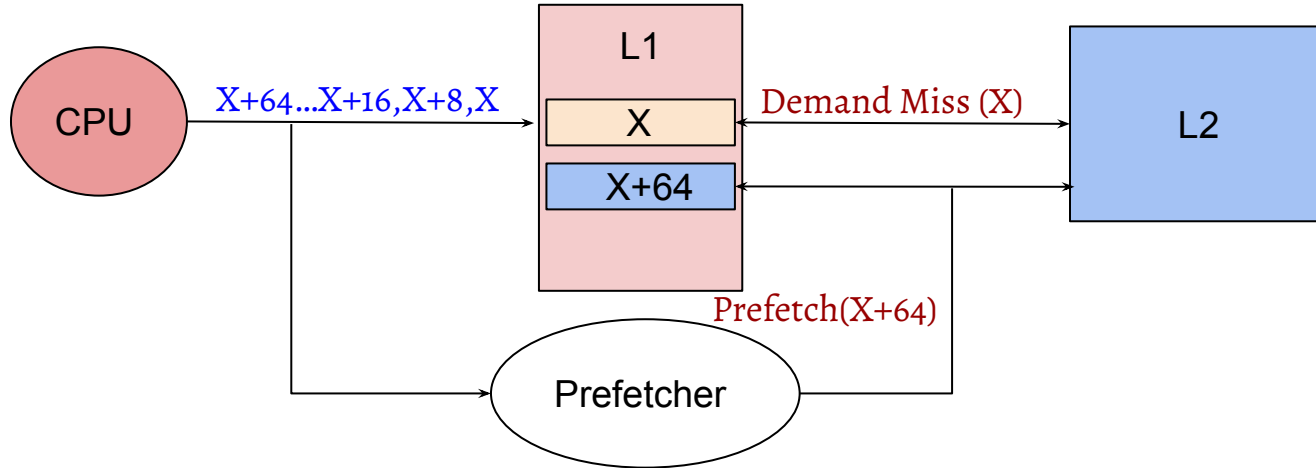 L1
CPU
X+64...X+16,X+8,X
X
Demand Miss (X)
L2
X+64
Prefetch(X+64)
Prefetcher